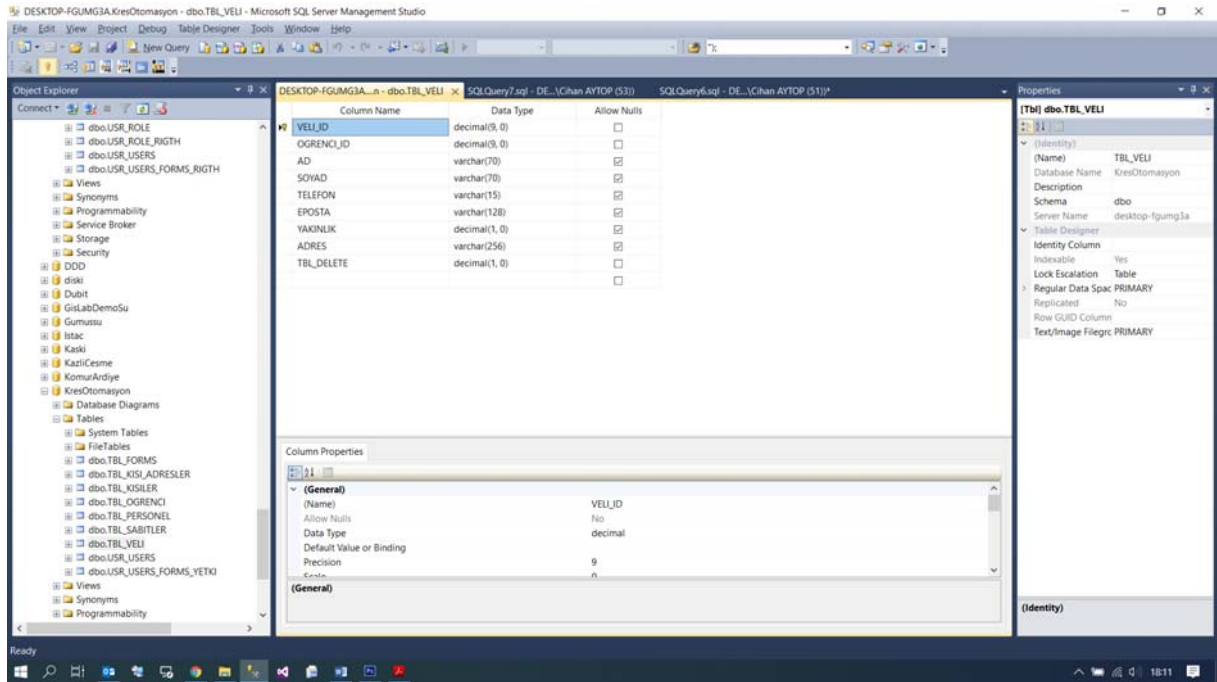 DESKTOP-FGUMG3A.KresOtomasyon - dbo.TBL_VELI - Microsoft SQL Server Management Studio
File Edit View Project Debug Table Designer Tools Window Help
New Query
Object Explorer
DESKTOP-FGUMG3A....n - dbo.TBL_VELI
SQLQuery7.sql - DE...\Cihan AYTOP (53))
SQLQuery6.sql - DE...\Cihan AYTOP (51))*
Properties
Connect
dbo.USR_ROLE
dbo.USR_ROLE_RIGTH
dbo.USR_USERS
dbo.USR_USERS_FORMS_RIGTH
Views
Synonyms
Programmability
Service Broker
Storage
Security
DDD
diski
Dubit
GisLabDemoSu
Gumussu
Istac
Kaski
KazliCesme
KomurArdiye
KresOtomasyon
Database Diagrams
Tables
System Tables
FileTables
dbo.TBL_FORMS
dbo.TBL_KISI_ADRESLER
dbo.TBL_KISILER
dbo.TBL_OGRENCI
dbo.TBL_PERSONEL
dbo.TBL_SABITLER
dbo.TBL_VELI
dbo.USR_USERS
dbo.USR_USERS_FORMS_YETKI
Views
Synonyms
Programmability
Column Name Data Type Allow Nulls
VELI_ID decimal(9, 0)
OGRENCI_ID decimal(9, 0)
AD varchar(70)
SOYAD varchar(70)
TELEFON varchar(15)
EPOSTA varchar(128)
YAKINLIK decimal(1, 0)
ADRES varchar(256)
TBL_DELETE decimal(1, 0)
Column Properties
(General)
(Name) VELI_ID
Allow Nulls No
Data Type decimal
Default Value or Binding
Precision 9
Scale 0
(General)
[Tbl] dbo.TBL_VELI
(Identity)
(Name) TBL_VELI
Database Name KresOtomasyon
Description
Schema dbo
Server Name desktop-fgumg3a
Table Designer
Identity Column
Indexable Yes
Lock Escalation Table
Regular Data Spac PRIMARY
Replicated No
Row GUID Column
Text/Image Filegrc PRIMARY
(Identity)
Ready
18:11